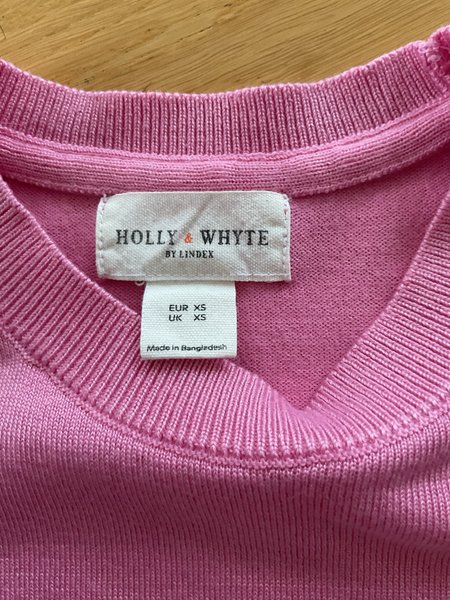 HOLLY & WHYTE
BY LINDEX
EUR XS
UK XS
Made in Bangladesh